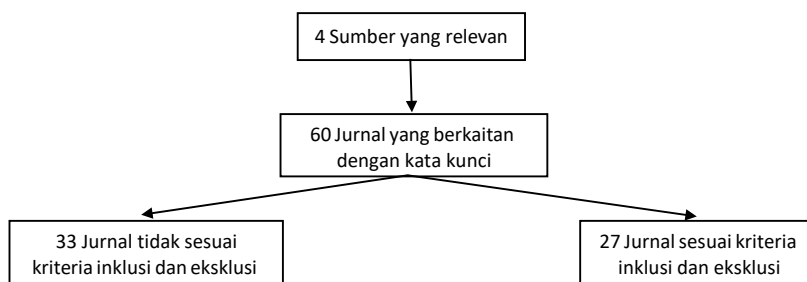 4 Sumber yang relevan
60 Jurnal yang berkaitan
dengan kata kunci
33 Jurnal tidak sesuai
kriteria inklusi dan eksklusi
27 Jurnal sesuai kriteria
inklusi dan eksklusi